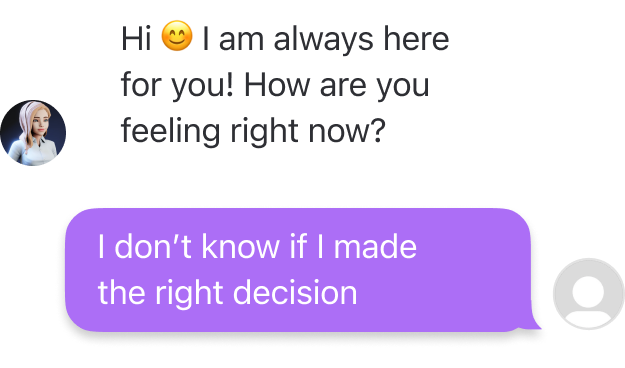 Hi 😊 I am always here
for you! How are you
feeling right now?
I don’t know if I made
the right decision